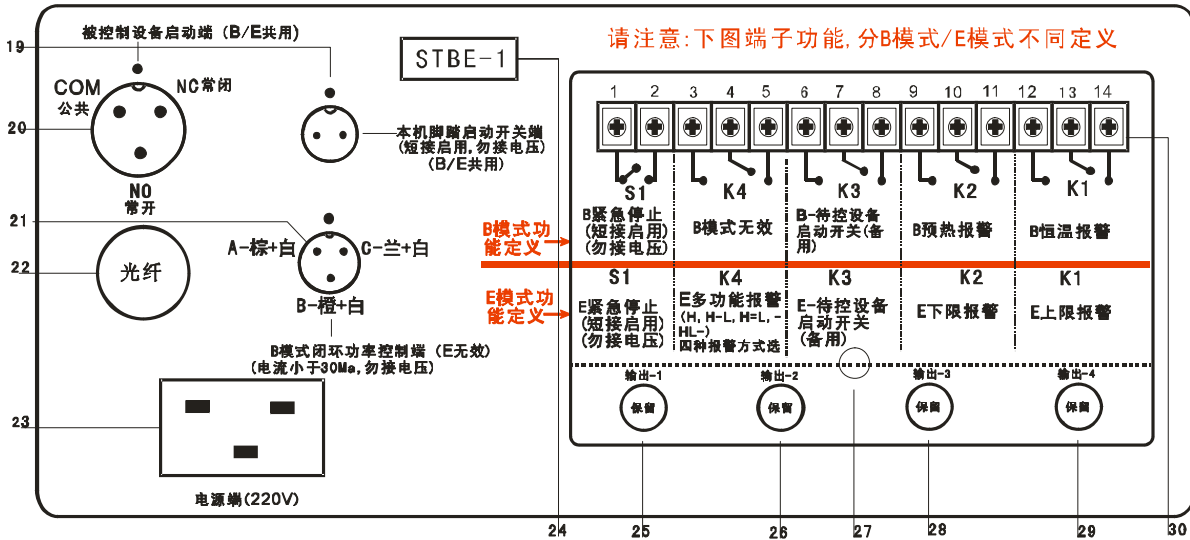 19
被控制设备启动端 (B/E共用)
COM
公共
NC常闭
20
NO
常开
本机脚踏启动开关端
(短接启用,勿接电压)
(B/E共用)
STBE-1
21
22
光纤
A-棕+白
C-兰+白
B-橙+白
B模式闭环功率控制端 (E无效)
(电流小于30Ma,勿接电压)
23
电源端(220V)
请注意:下图端子功能,分B模式/E模式不同定义
1 2 3 4 5 6 7 8 9 10 11 12 13 14
S1 K4 K3 K2 K1
B模式功
能定义
B紧急停止
(短接启用)
(勿接电压)
B模式无效
B-待控设备
启动开关(备
用)
B预热报警
B恒温报警
S1 K4 K3 K2 K1
E模式功
能定义
E紧急停止
(短接启用)
(勿接电压)
E多功能报警
(H, H-L, H=L, -
HL-)
四种报警方式选
E-待控设备
启动开关
(备用)
E下限报警
E上限报警
输出-1 输出-2 输出-3 输出-4
保留 保留 保留 保留
24 25 26 27 28 29 30